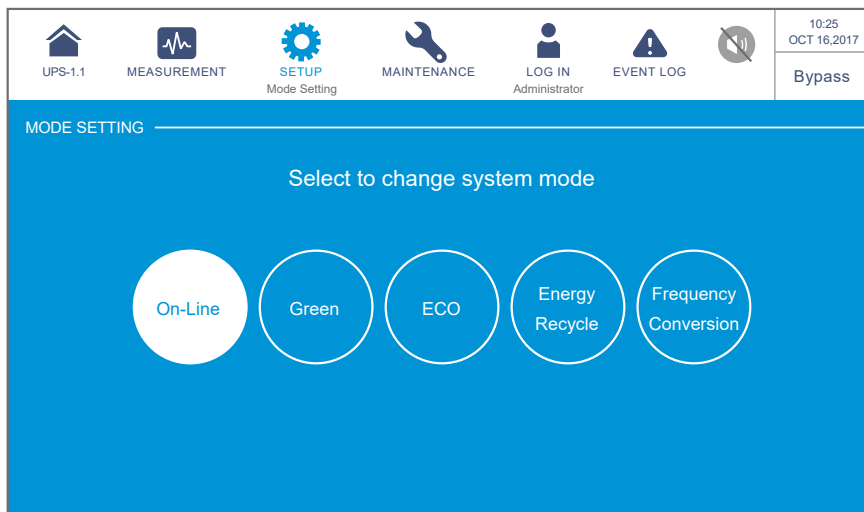 10:25
OCT 16,2017
UPS-1.1
MEASUREMENT
SETUP
Mode Setting
MAINTENANCE
LOG IN
Administrator
EVENT LOG
Bypass
MODE SETTING
Select to change system mode
On-Line
Green
ECO
Energy
Recycle
Frequency
Conversion